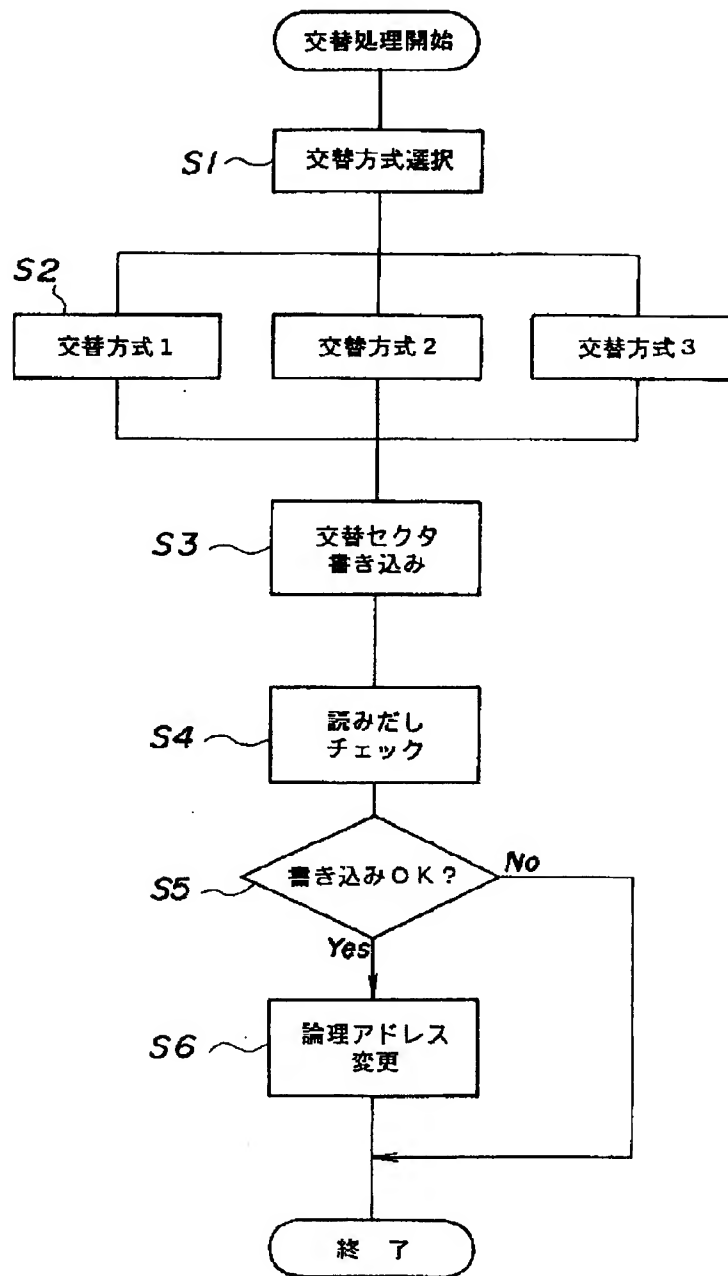 交替処理開始
S1
交替方式選択
S2
交替方式1
交替方式2
交替方式3
S3
交替セクタ
書き込み
S4
読みだし
チェック
S5
書き込みOK?
No
Yes
S6
論理アドレス
変更
終 了